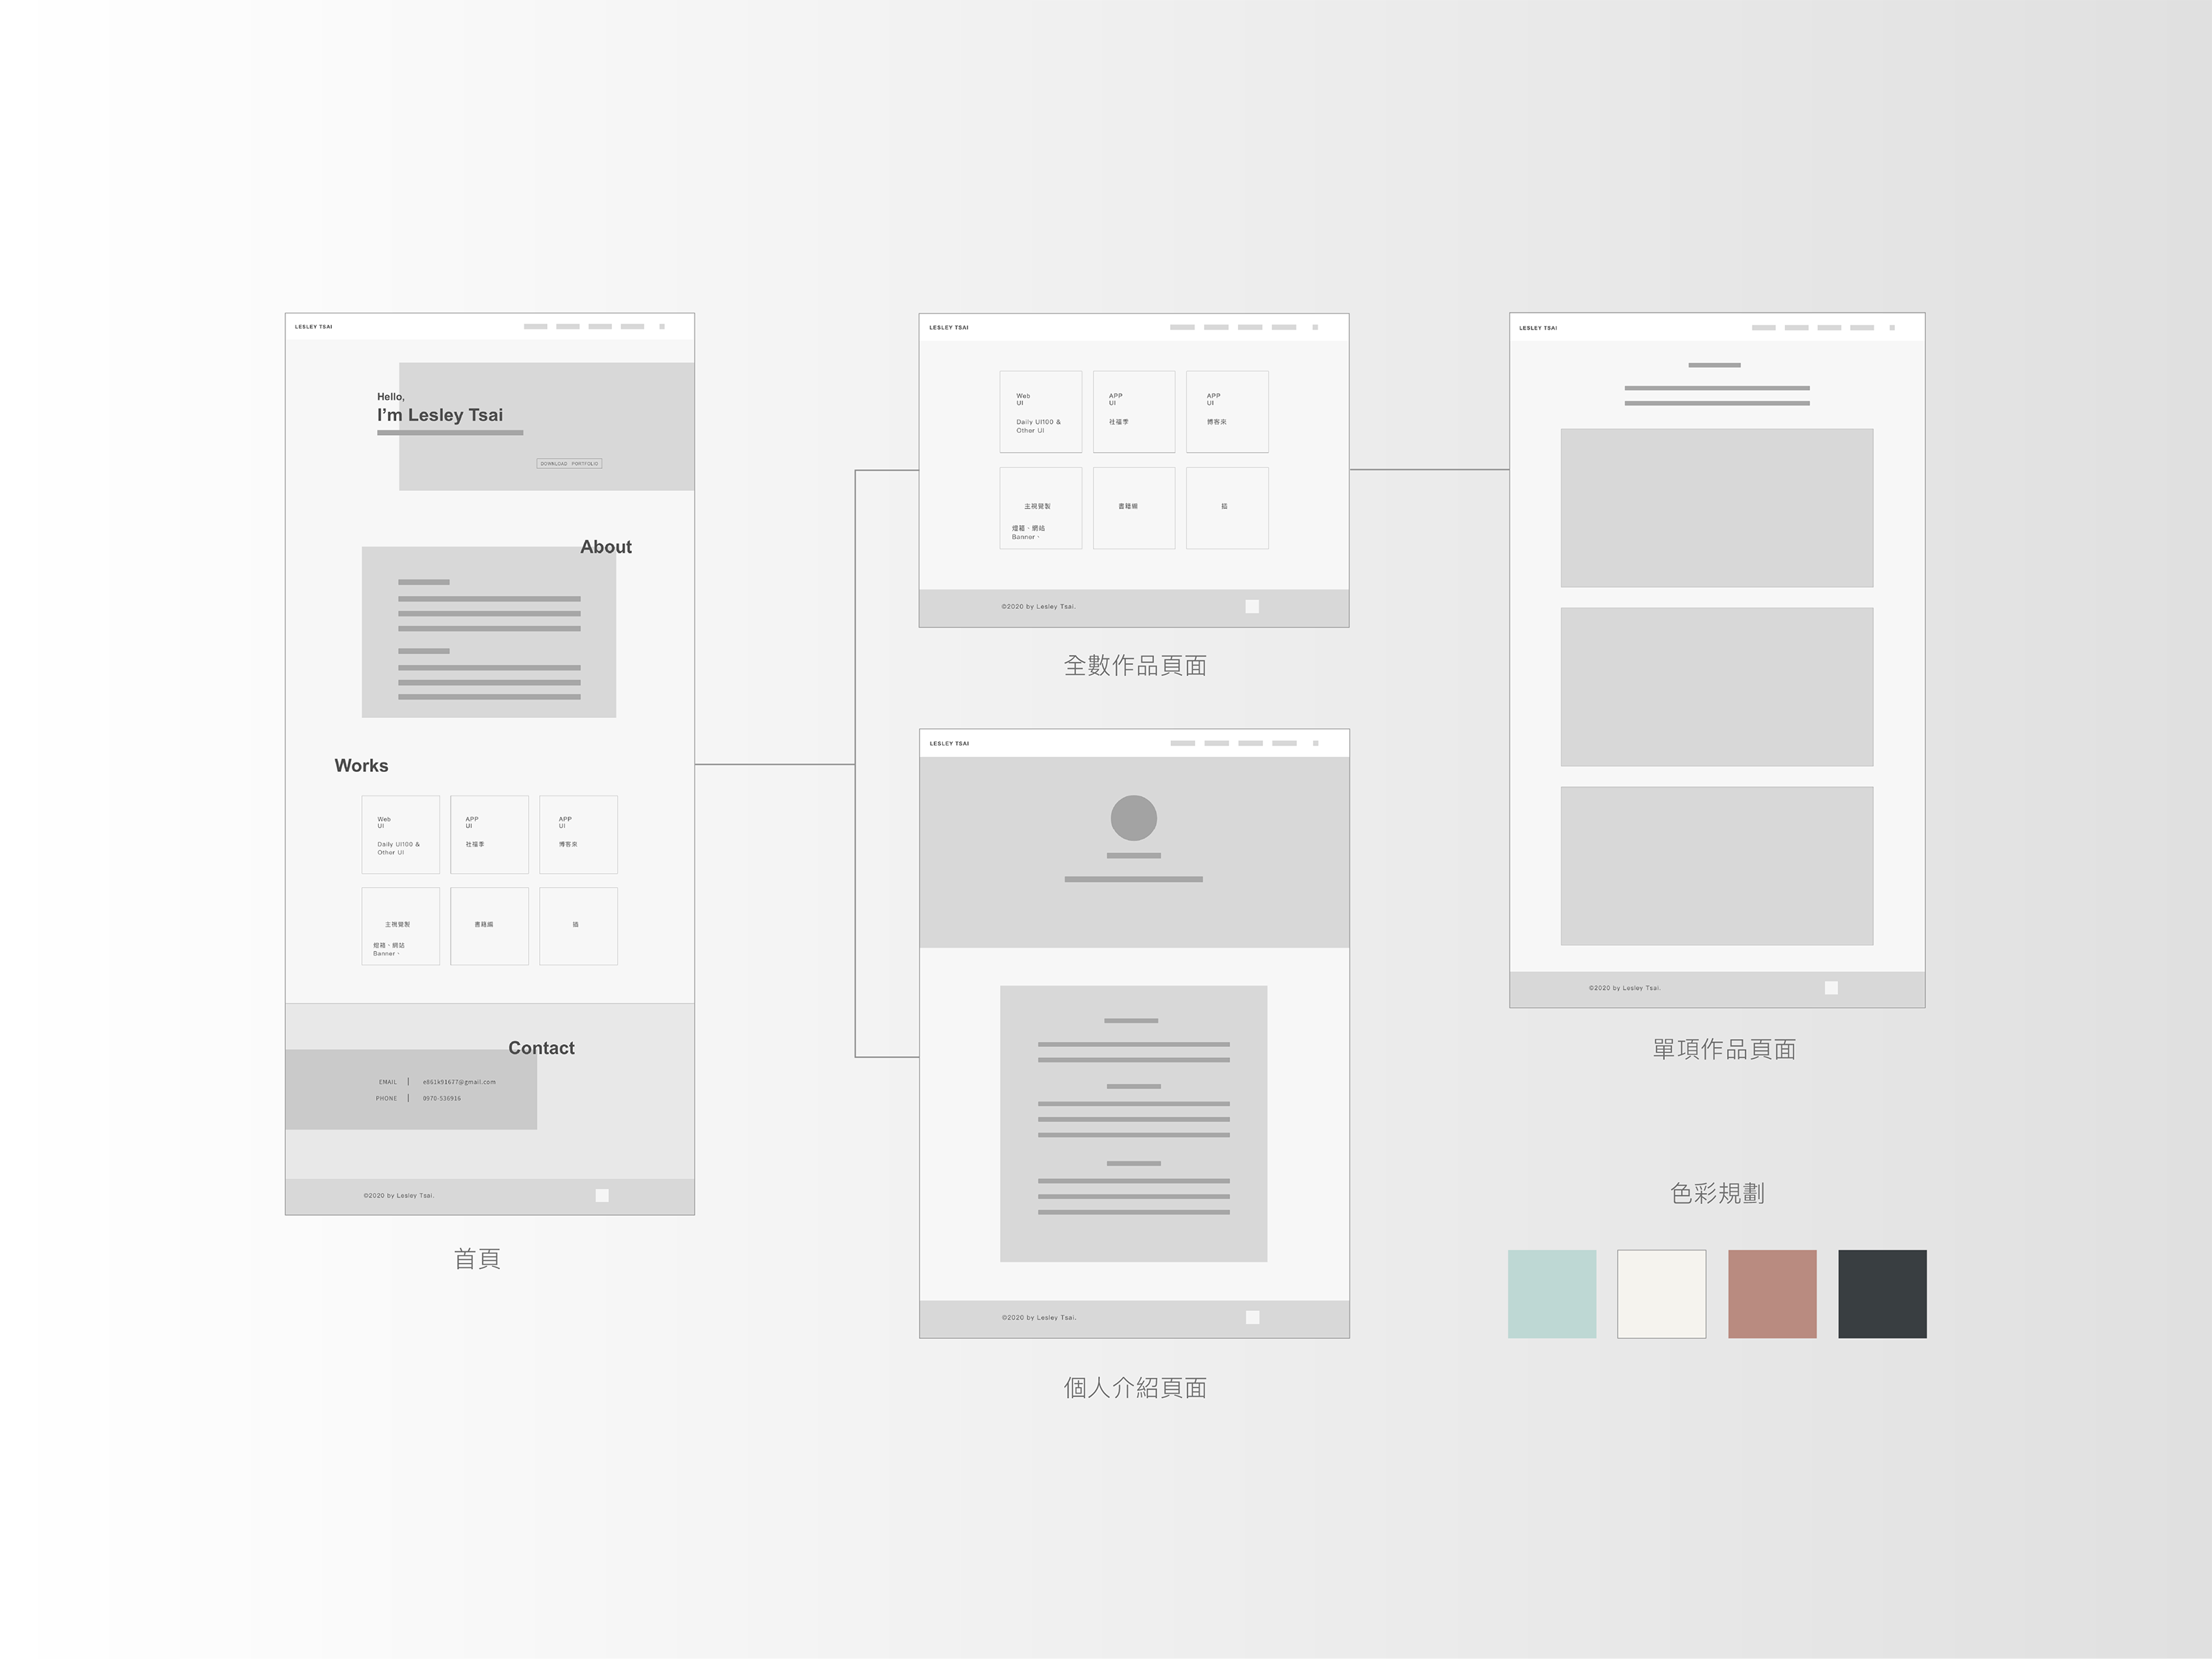 LESLEY TSAI
Hello,
I'm Lesley Tsai
DOWNLOAD PORTFOLIO
About
Works
Web
UI
Daily UI100 &
Other UI
APP
UI
社福季
APP
UI
博客來
主視覺製
燈箱、網站
Banner、
書籍編
插
Contact
EMAIL | e861k91677@gmail.com
PHONE | 0970-536916
©2020 by Lesley Tsai.
首頁
LESLEY TSAI
Web
UI
Daily UI100 &
Other UI
APP
UI
社福季
APP
UI
博客來
主視覺製
燈箱、網站
Banner、
書籍編
插
©2020 by Lesley Tsai.
全數作品頁面
LESLEY TSAI
©2020 by Lesley Tsai.
個人介紹頁面
LESLEY TSAI
©2020 by Lesley Tsai.
單項作品頁面
色彩規劃